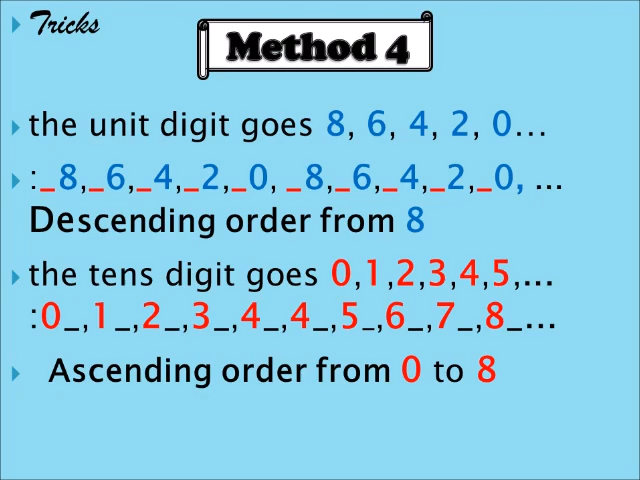 Tricks
Method 4
the unit digit goes 8, 6, 4, 2, 0…
:_8,_6,_4,_2,_0, _8,_6,_4,_2,_0, ...
Descending order from 8
the tens digit goes 0,1,2,3,4,5,...
:0_,1_,2_,3_,4_,4_,5_,6_,7_,8_...
Ascending order from 0 to 8